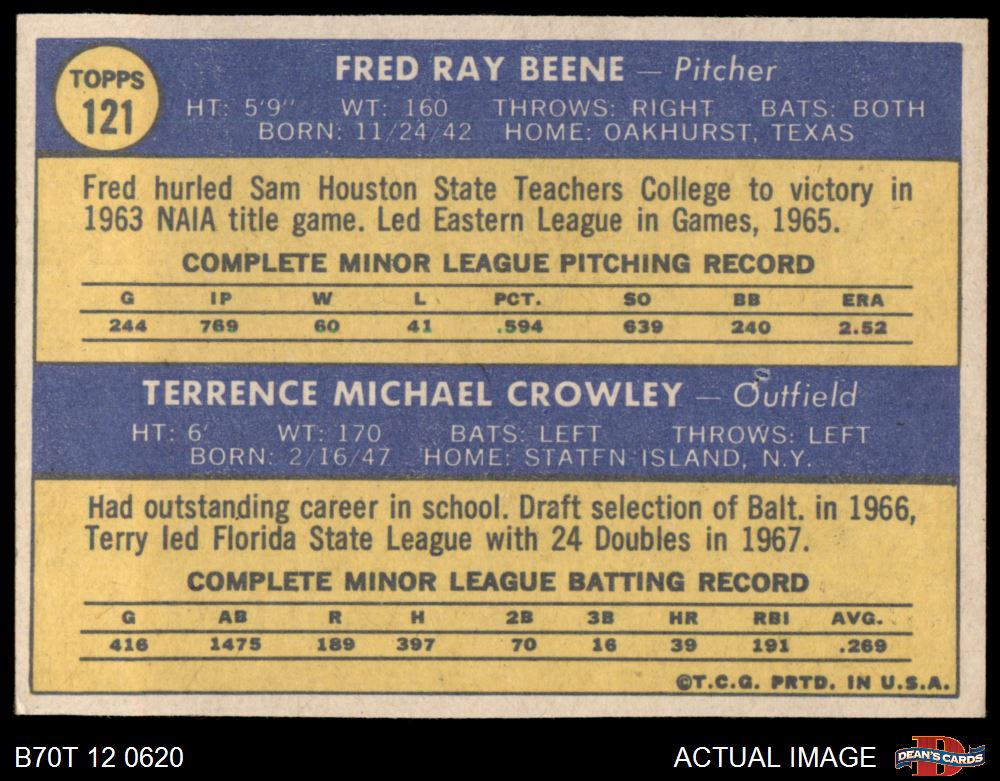 TOPPS
121
FRED RAY BEENE — Pitcher
HT: 5'9" WT: 160 THROWS: RIGHT BATS: BOTH
BORN: 11/24/42 HOME: OAKHURST, TEXAS
Fred hurled Sam Houston State Teachers College to victory in
1963 NAIA title game. Led Eastern League in Games, 1965.
COMPLETE MINOR LEAGUE PITCHING RECORD
G IP W L PCT. SO BB ERA
244 769 60 41 .594 639 240 2.52
TERRENCE MICHAEL CROWLEY — Outfield
HT: 6' WT: 170 BATS: LEFT THROWS: LEFT
BORN: 2/16/47 HOME: STATEN ISLAND, N.Y.
Had outstanding career in school. Draft selection of Balt. in 1966,
Terry led Florida State League with 24 Doubles in 1967.
COMPLETE MINOR LEAGUE BATTING RECORD
G AB R H 2B 3B HR RBI AVG.
416 1475 189 397 70 16 39 191 .269
©T.C.G. PRTD. IN U.S.A.
B70T 12 0620
ACTUAL IMAGE
DEAN'S CARDS